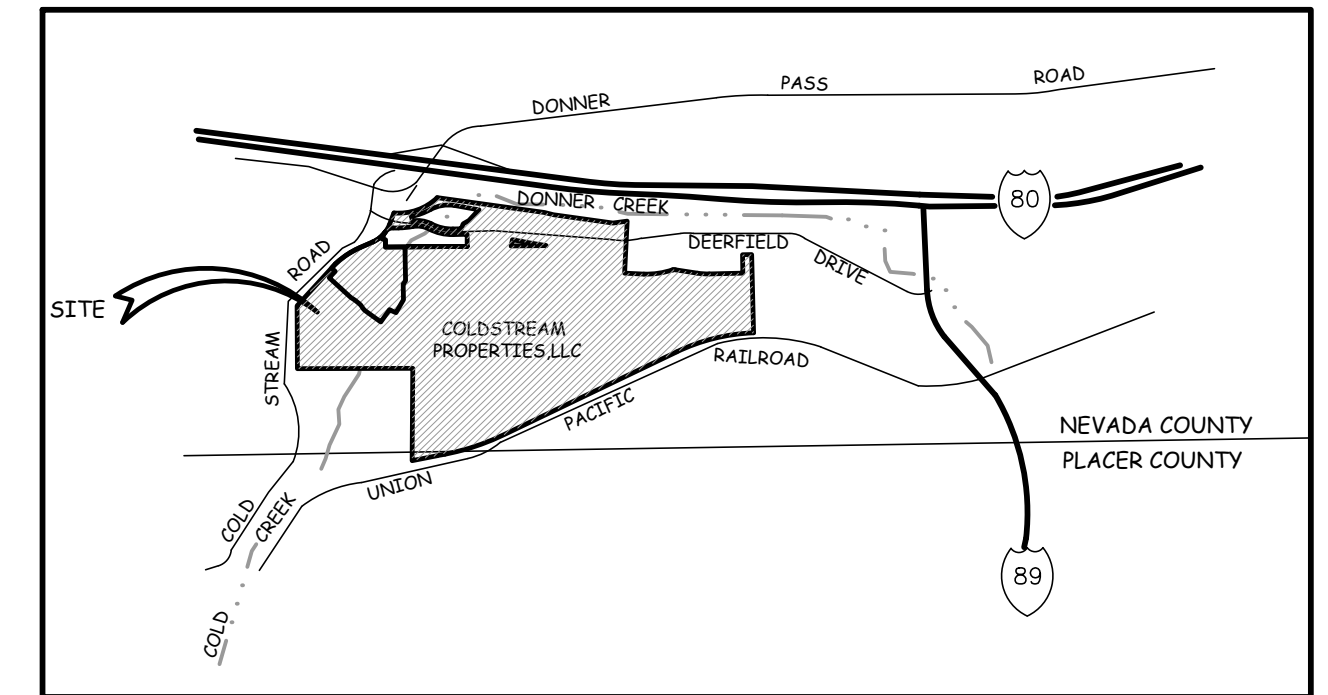 DONNER PASS ROAD
80
DONNER CREEK
DEERFIELD DRIVE
SITE
COLD STREAM ROAD
COLDSTREAM
PROPERTIES,LLC
UNION PACIFIC RAILROAD
NEVADA COUNTY
PLACER COUNTY
COLD CREEK
89